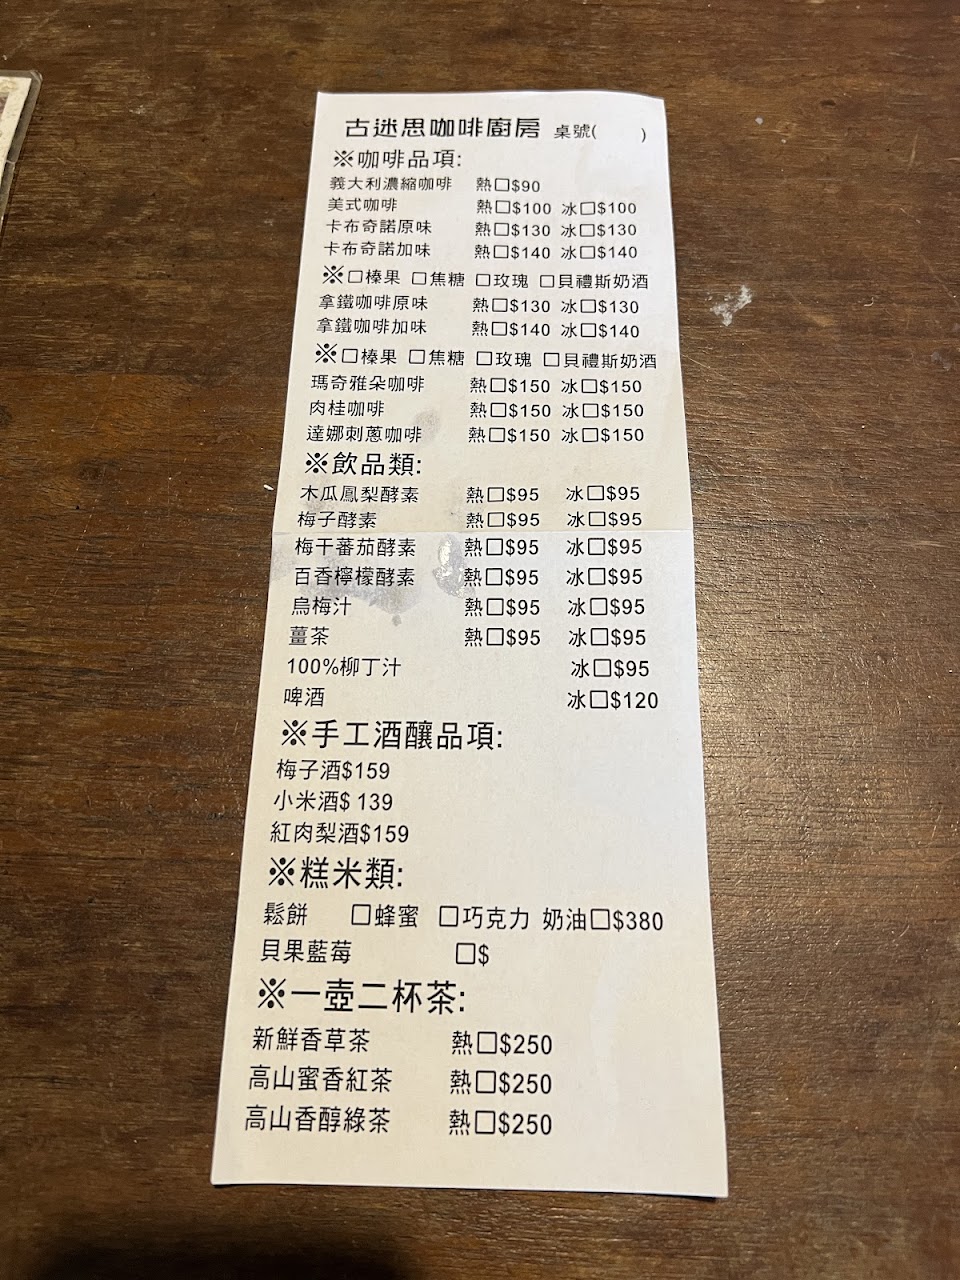 古迷思咖啡廚房 桌號(      )
※咖啡品項:
義大利濃縮咖啡 熱□$90
美式咖啡 熱□$100 冰□$100
卡布奇諾原味 熱□$130 冰□$130
卡布奇諾加味 熱□$140 冰□$140
※□榛果 □焦糖 □玫瑰 □貝禮斯奶酒
拿鐵咖啡原味 熱□$130 冰□$130
拿鐵咖啡加味 熱□$140 冰□$140
※□榛果 □焦糖 □玫瑰 □貝禮斯奶酒
瑪奇雅朵咖啡 熱□$150 冰□$150
肉桂咖啡 熱□$150 冰□$150
達娜刺蔥咖啡 熱□$150 冰□$150
※飲品類:
木瓜鳳梨酵素 熱□$95 冰□$95
梅子酵素 熱□$95 冰□$95
梅干蕃茄酵素 熱□$95 冰□$95
百香檸檬酵素 熱□$95 冰□$95
烏梅汁 熱□$95 冰□$95
薑茶 熱□$95 冰□$95
100%柳丁汁 冰□$95
啤酒 冰□$120
※手工酒釀品項:
梅子酒$159
小米酒$ 139
紅肉梨酒$159
※糕米類:
鬆餅 □蜂蜜 □巧克力 奶油□$380
貝果藍莓 □$
※一壺二杯茶:
新鮮香草茶 熱□$250
高山蜜香紅茶 熱□$250
高山香醇綠茶 熱□$250